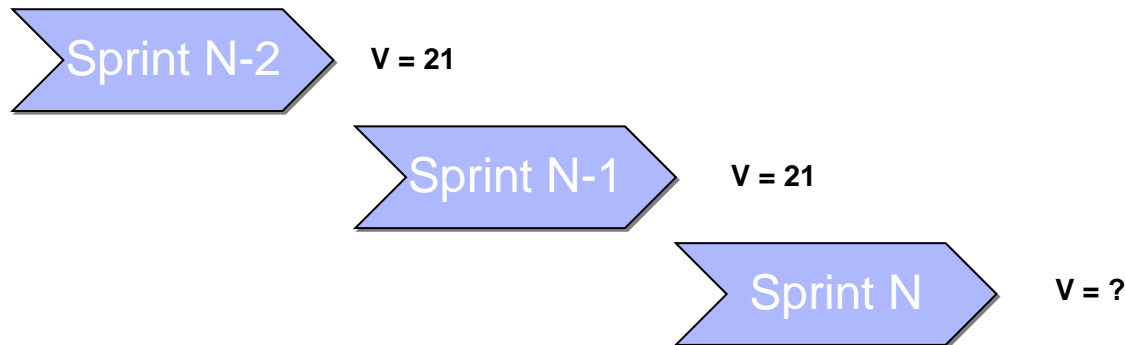 Sprint N-2
V = 21
Sprint N-1
V = 21
Sprint N
V = ?